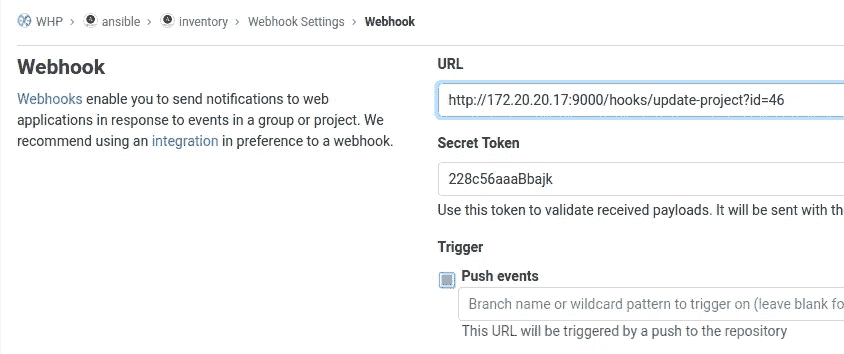 WHP > ansible > inventory > Webhook Settings > Webhook
Webhook
Webhooks enable you to send notifications to web
applications in response to events in a group or project. We
recommend using an integration in preference to a webhook.
URL
http://172.20.20.17:9000/hooks/update-project?id=46
Secret Token
228c56aaaBbajk
Use this token to validate received payloads. It will be sent with th
Trigger
Push events
Branch name or wildcard pattern to trigger on (leave blank fo
This URL will be triggered by a push to the repository